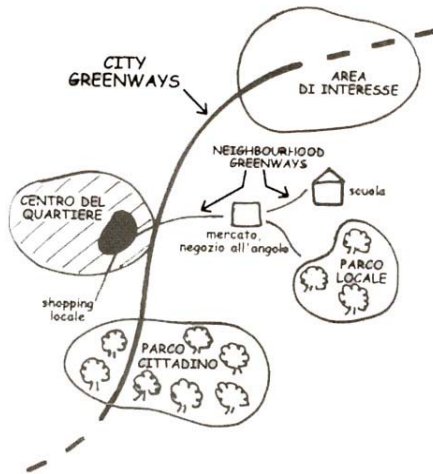 CITY
GREENWAYS
AREA
DI INTERESSE
NEIGHBOURHOOD
GREENWAYS
scuola
CENTRO DEL
QUARTIERE
mercato,
negozio all'angolo
PARCO
LOCALE
shopping
locale
PARCO
CITTADINO